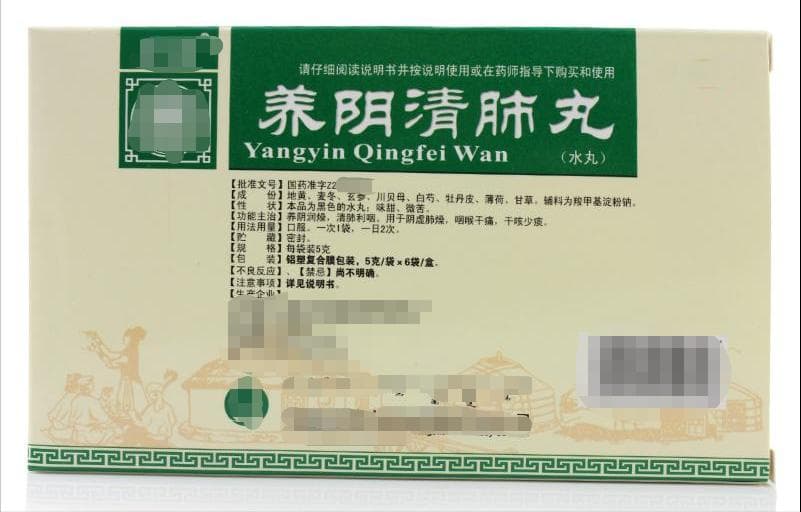 请仔细阅读说明书并按说明使用或在药师指导下购买和使用
养阴清肺丸
Yangyin Qingfei Wan
（水丸）
【批准文号】国药准字Z2
【成 份】地黄、麦冬、玄参、川贝母、白芍、牡丹皮、薄荷、甘草。辅料为羧甲基淀粉钠。
【性 状】本品为黑色的水丸；味甜、微苦。
【功能主治】养阴润燥，清肺利咽。用于阴虚肺燥，咽喉干痛，干咳少痰。
【用法用量】口服。一次1袋，一日2次。
【贮 藏】密封。
【规 格】每袋装5克
【包 装】铝塑复合膜包装，5克/袋×6袋/盒。
【不良反应】、【禁忌】尚不明确。
【注意事项】详见说明书。
【生产企业】